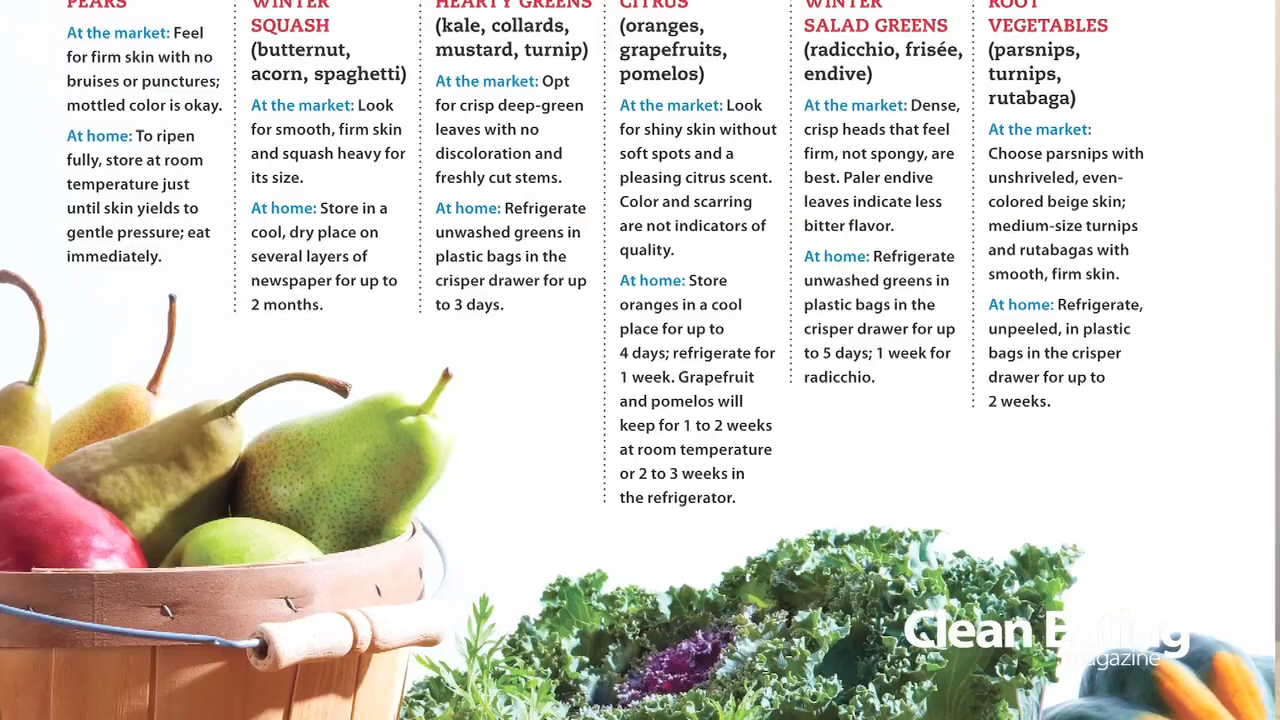 PEARS
At the market: Feel
for firm skin with no
bruises or punctures;
mottled color is okay.
At home: To ripen
fully, store at room
temperature just
until skin yields to
gentle pressure; eat
immediately.
WINTER
SQUASH
(butternut,
acorn, spaghetti)
At the market: Look
for smooth, firm skin
and squash heavy for
its size.
At home: Store in a
cool, dry place on
several layers of
newspaper for up to
2 months.
HEARTY GREENS
(kale, collards,
mustard, turnip)
At the market: Opt
for crisp deep-green
leaves with no
discoloration and
freshly cut stems.
At home: Refrigerate
unwashed greens in
plastic bags in the
crisper drawer for up
to 3 days.
CITRUS
(oranges,
grapefruits,
pomelos)
At the market: Look
for shiny skin without
soft spots and a
pleasing citrus scent.
Color and scarring
are not indicators of
quality.
At home: Store
oranges in a cool
place for up to
4 days; refrigerate for
1 week. Grapefruit
and pomelos will
keep for 1 to 2 weeks
at room temperature
or 2 to 3 weeks in
the refrigerator.
WINTER
SALAD GREENS
(radicchio, frisée,
endive)
At the market: Dense,
crisp heads that feel
firm, not spongy, are
best. Paler endive
leaves indicate less
bitter flavor.
At home: Refrigerate
unwashed greens in
plastic bags in the
crisper drawer for up
to 5 days; 1 week for
radicchio.
ROOT
VEGETABLES
(parsnips,
turnips,
rutabaga)
At the market:
Choose parsnips with
unshriveled, even-
colored beige skin;
medium-size turnips
and rutabagas with
smooth, firm skin.
At home: Refrigerate,
unpeeled, in plastic
bags in the crisper
drawer for up to
2 weeks.
Clean Eating
magazine